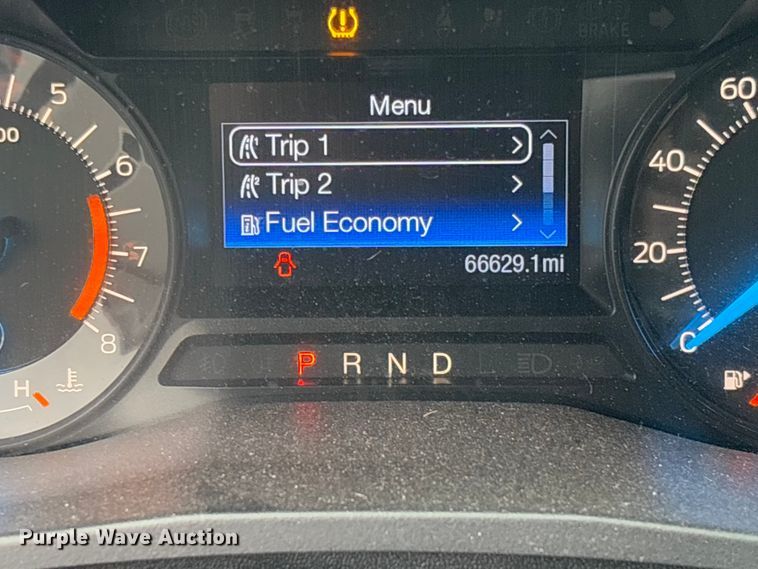 BRAKE
Menu
Trip 1
Trip 2
Fuel Economy
66629.1mi
P R N D
5
6
7
8
H
60
40
20
Purple Wave Auction